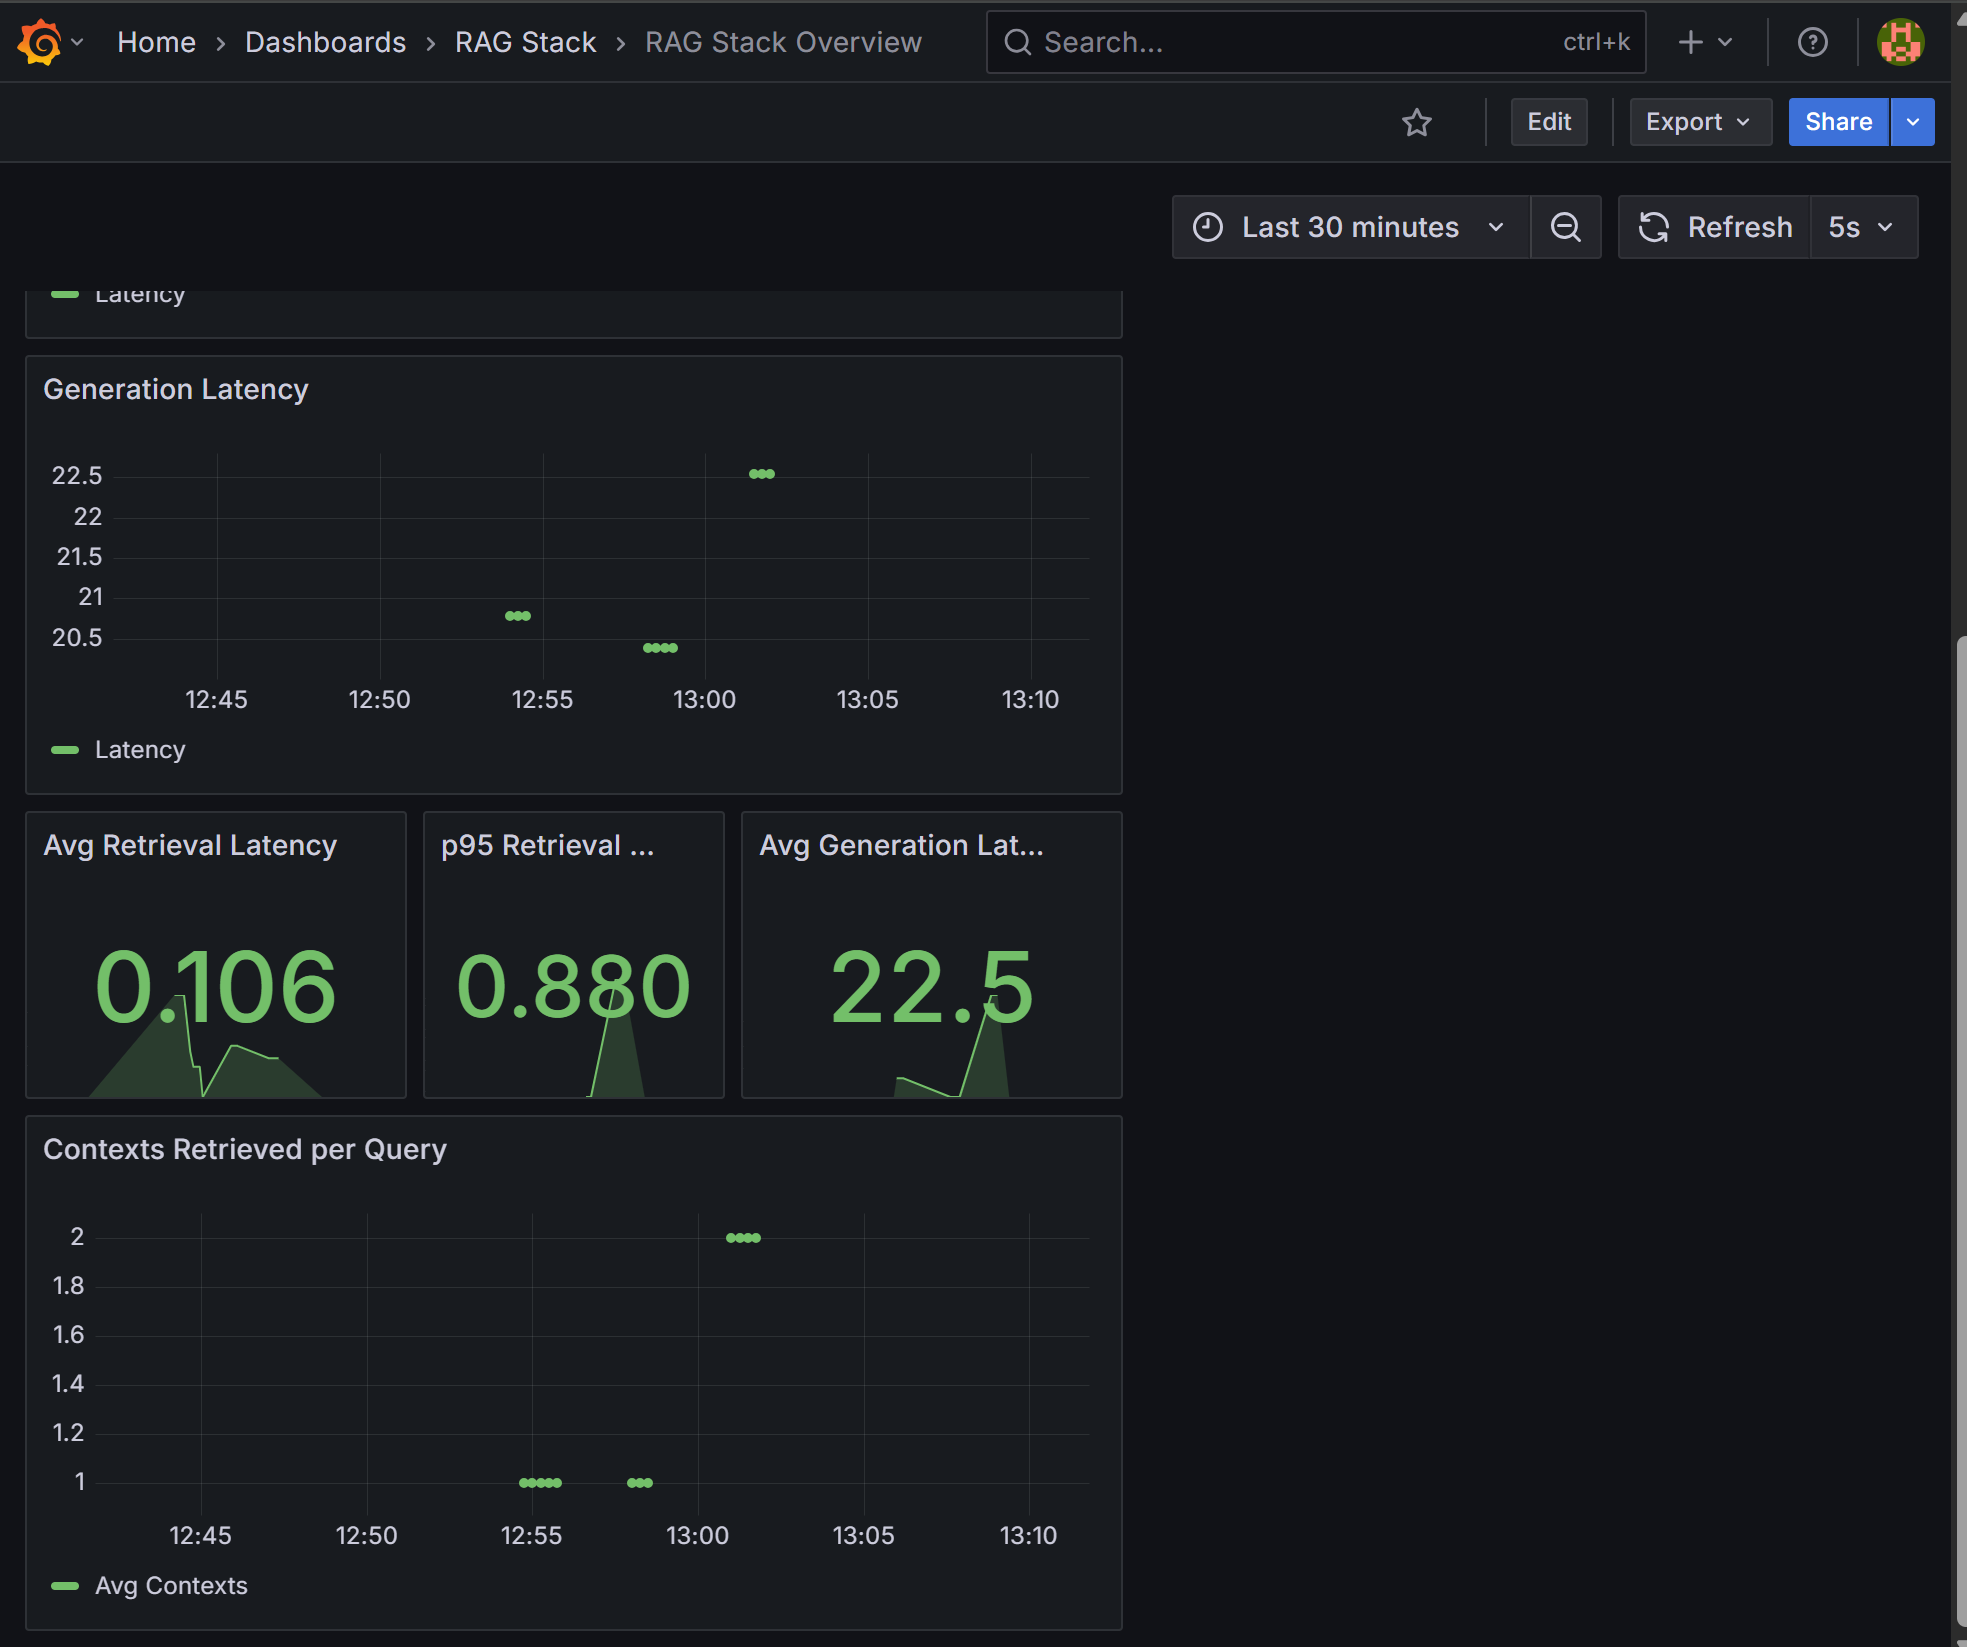 Home › Dashboards › RAG Stack › RAG Stack Overview
Search...
ctrl+k
Edit
Export
Share
Last 30 minutes
Refresh
5s
Latency
Generation Latency
22.5
22
21.5
21
20.5
12:45 12:50 12:55 13:00 13:05 13:10
Latency
Avg Retrieval Latency
0.106
p95 Retrieval ...
0.880
Avg Generation Lat...
22.5
Contexts Retrieved per Query
2
1.8
1.6
1.4
1.2
1
12:45 12:50 12:55 13:00 13:05 13:10
Avg Contexts